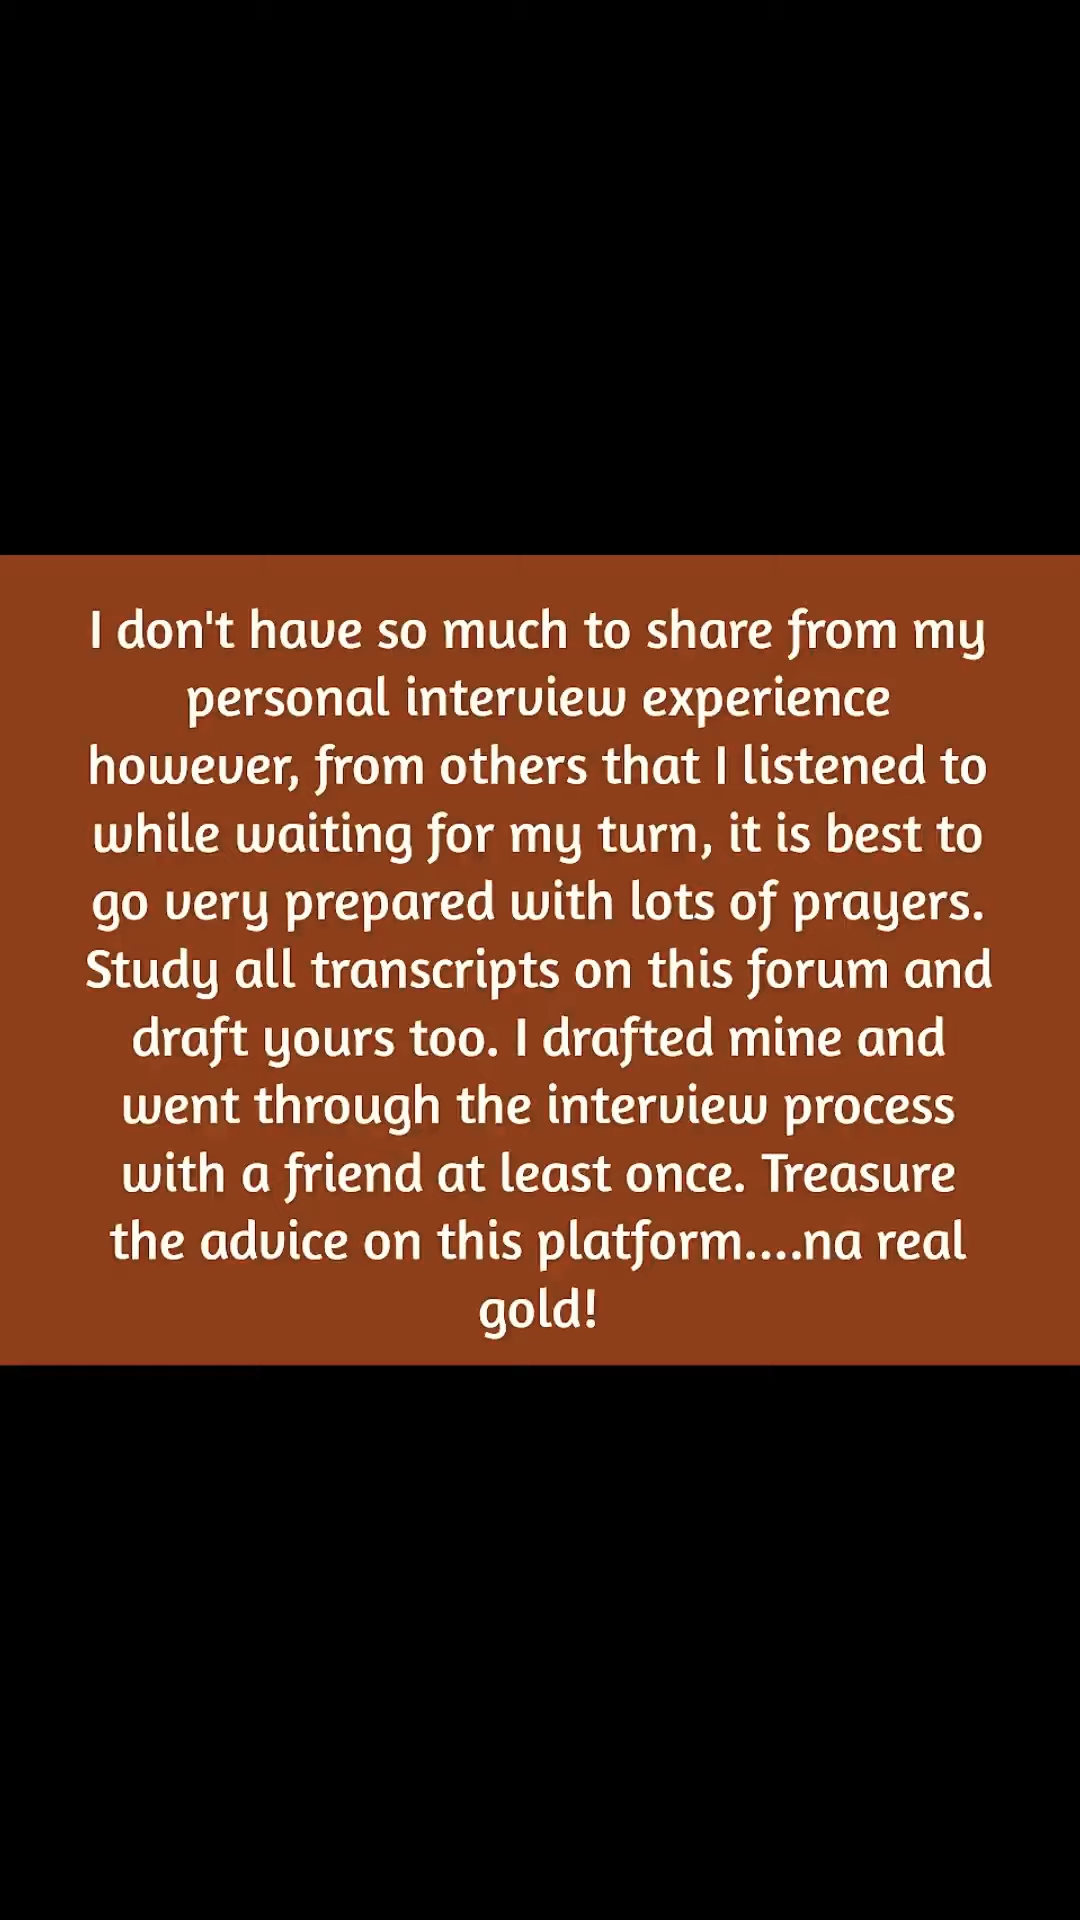 I don't have so much to share from my
personal interview experience
however, from others that I listened to
while waiting for my turn, it is best to
go very prepared with lots of prayers.
Study all transcripts on this forum and
draft yours too. I drafted mine and
went through the interview process
with a friend at least once. Treasure
the advice on this platform....na real
gold!